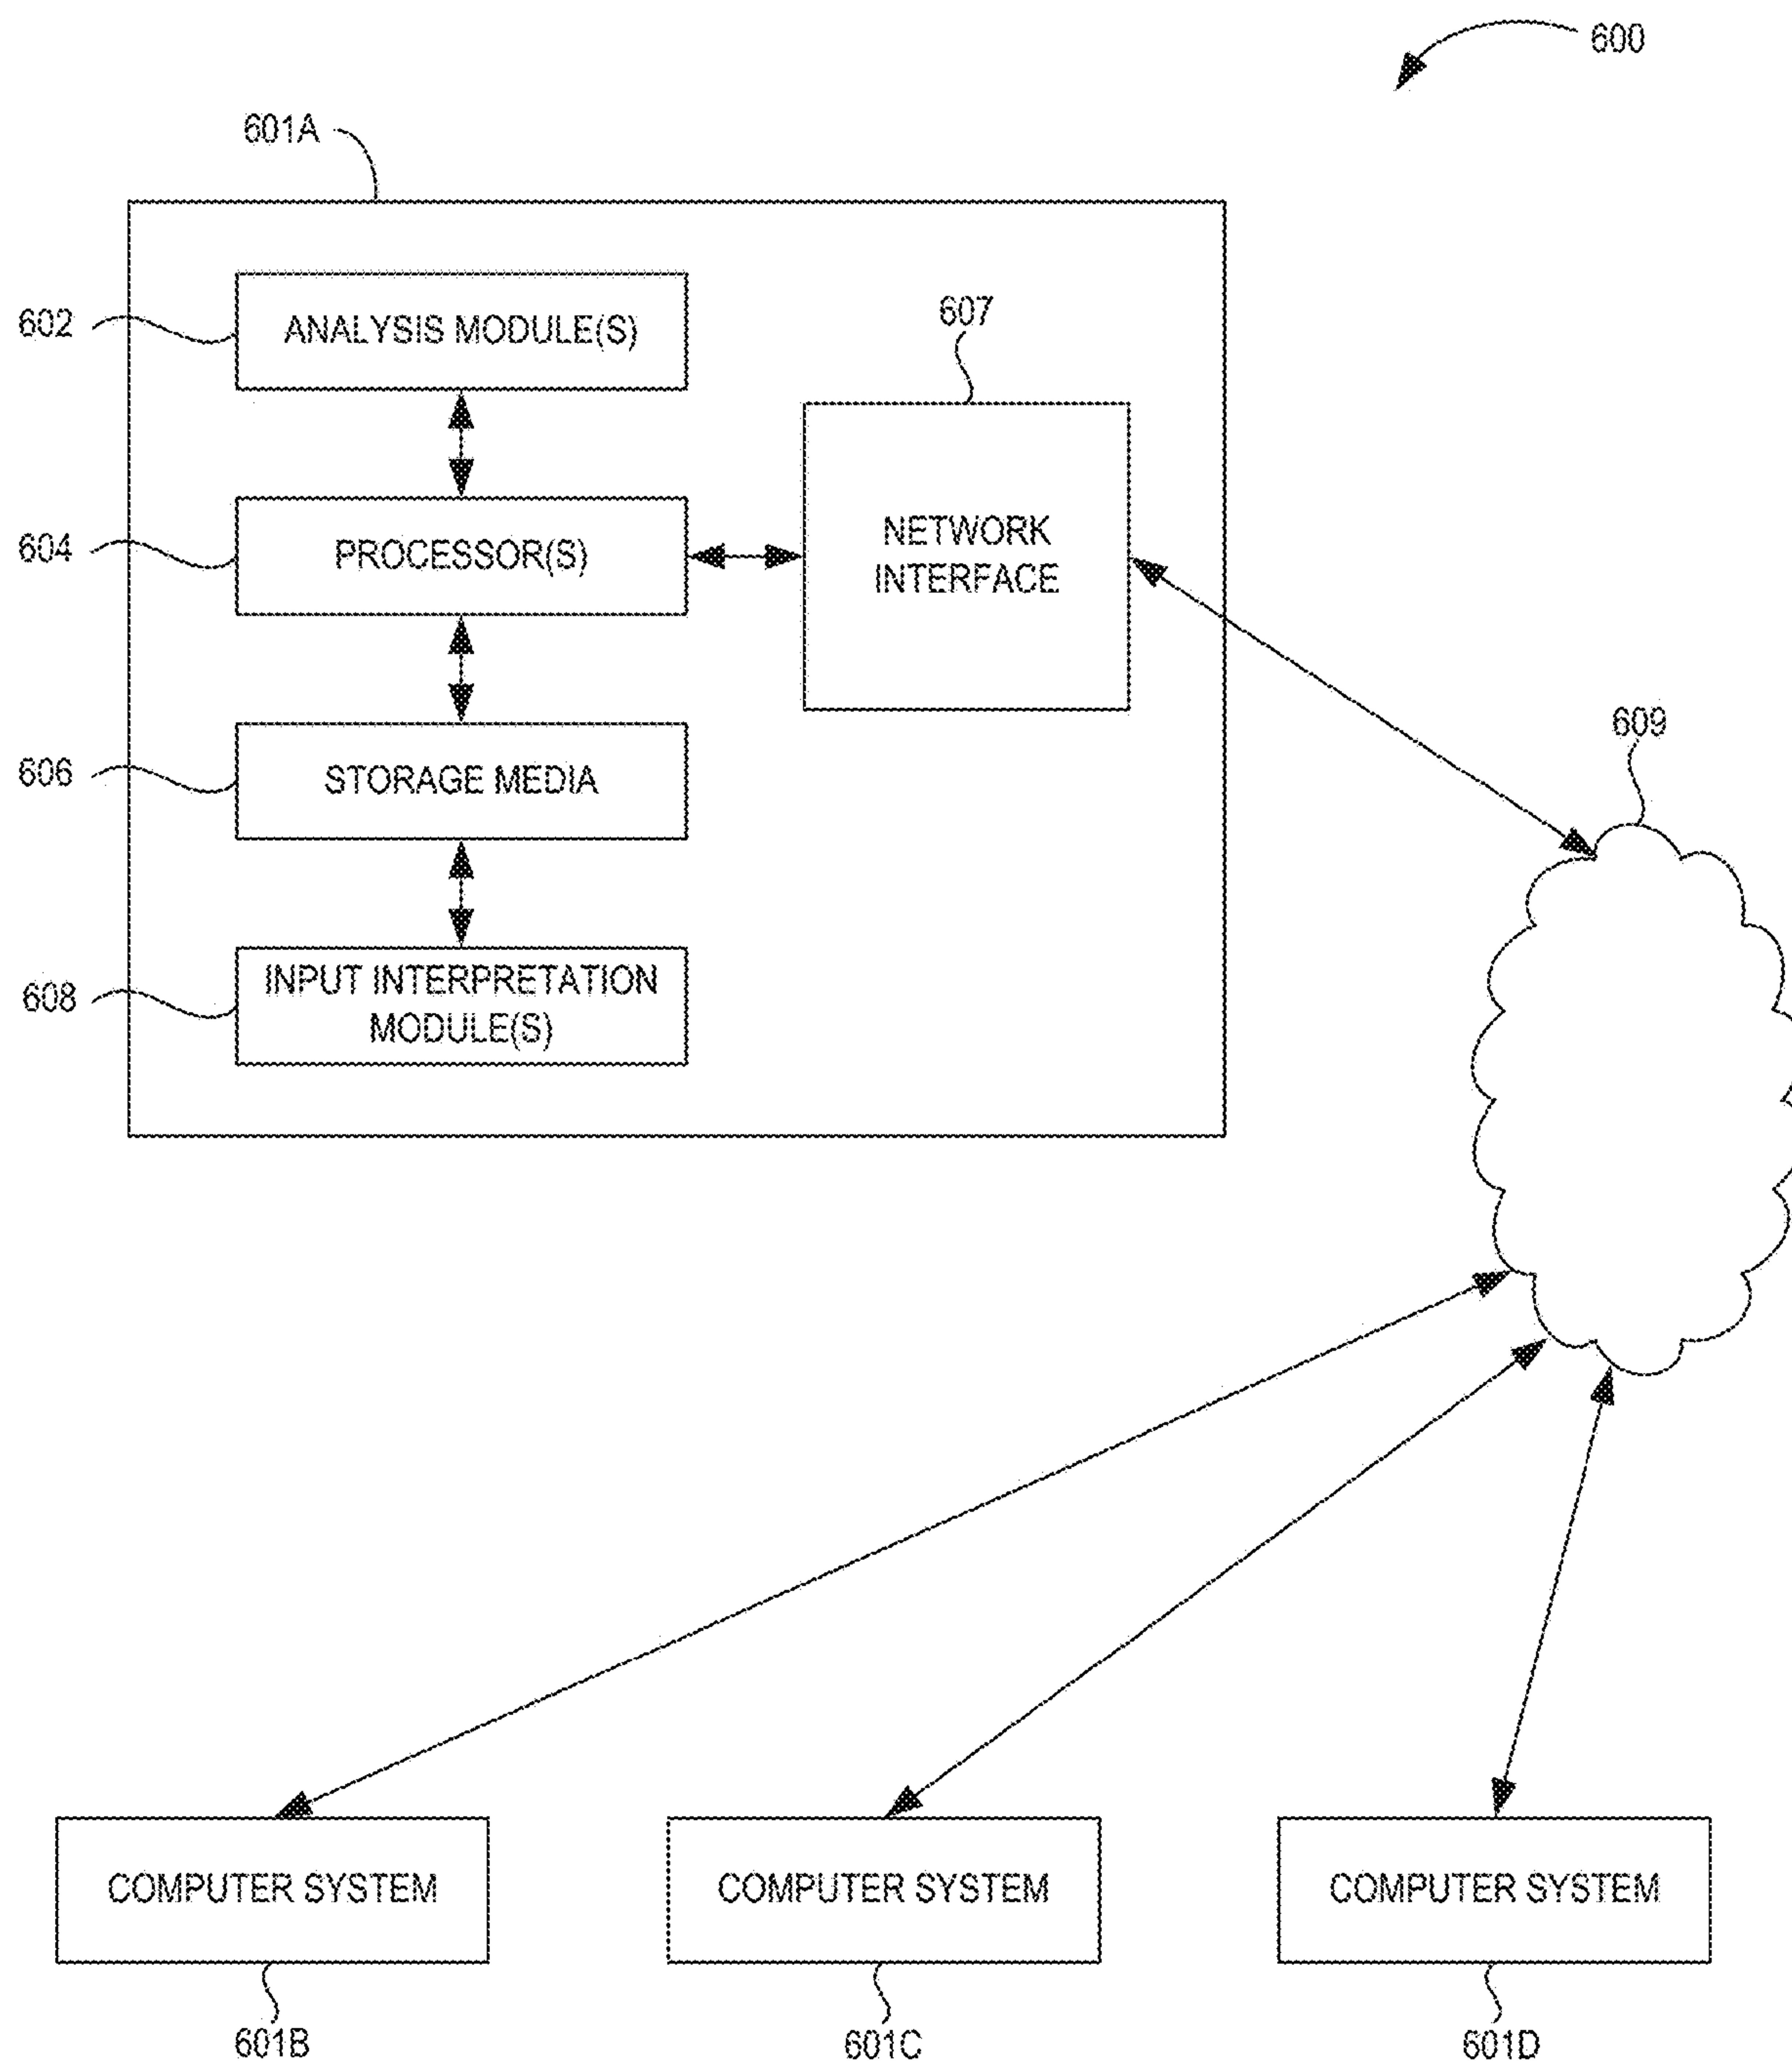 600
601A
602
ANALYSIS MODULE(S)
607
604
PROCESSOR(S)
NETWORK
INTERFACE
606
STORAGE MEDIA
609
608
INPUT INTERPRETATION
MODULE(S)
COMPUTER SYSTEM
COMPUTER SYSTEM
COMPUTER SYSTEM
601B
601C
601D